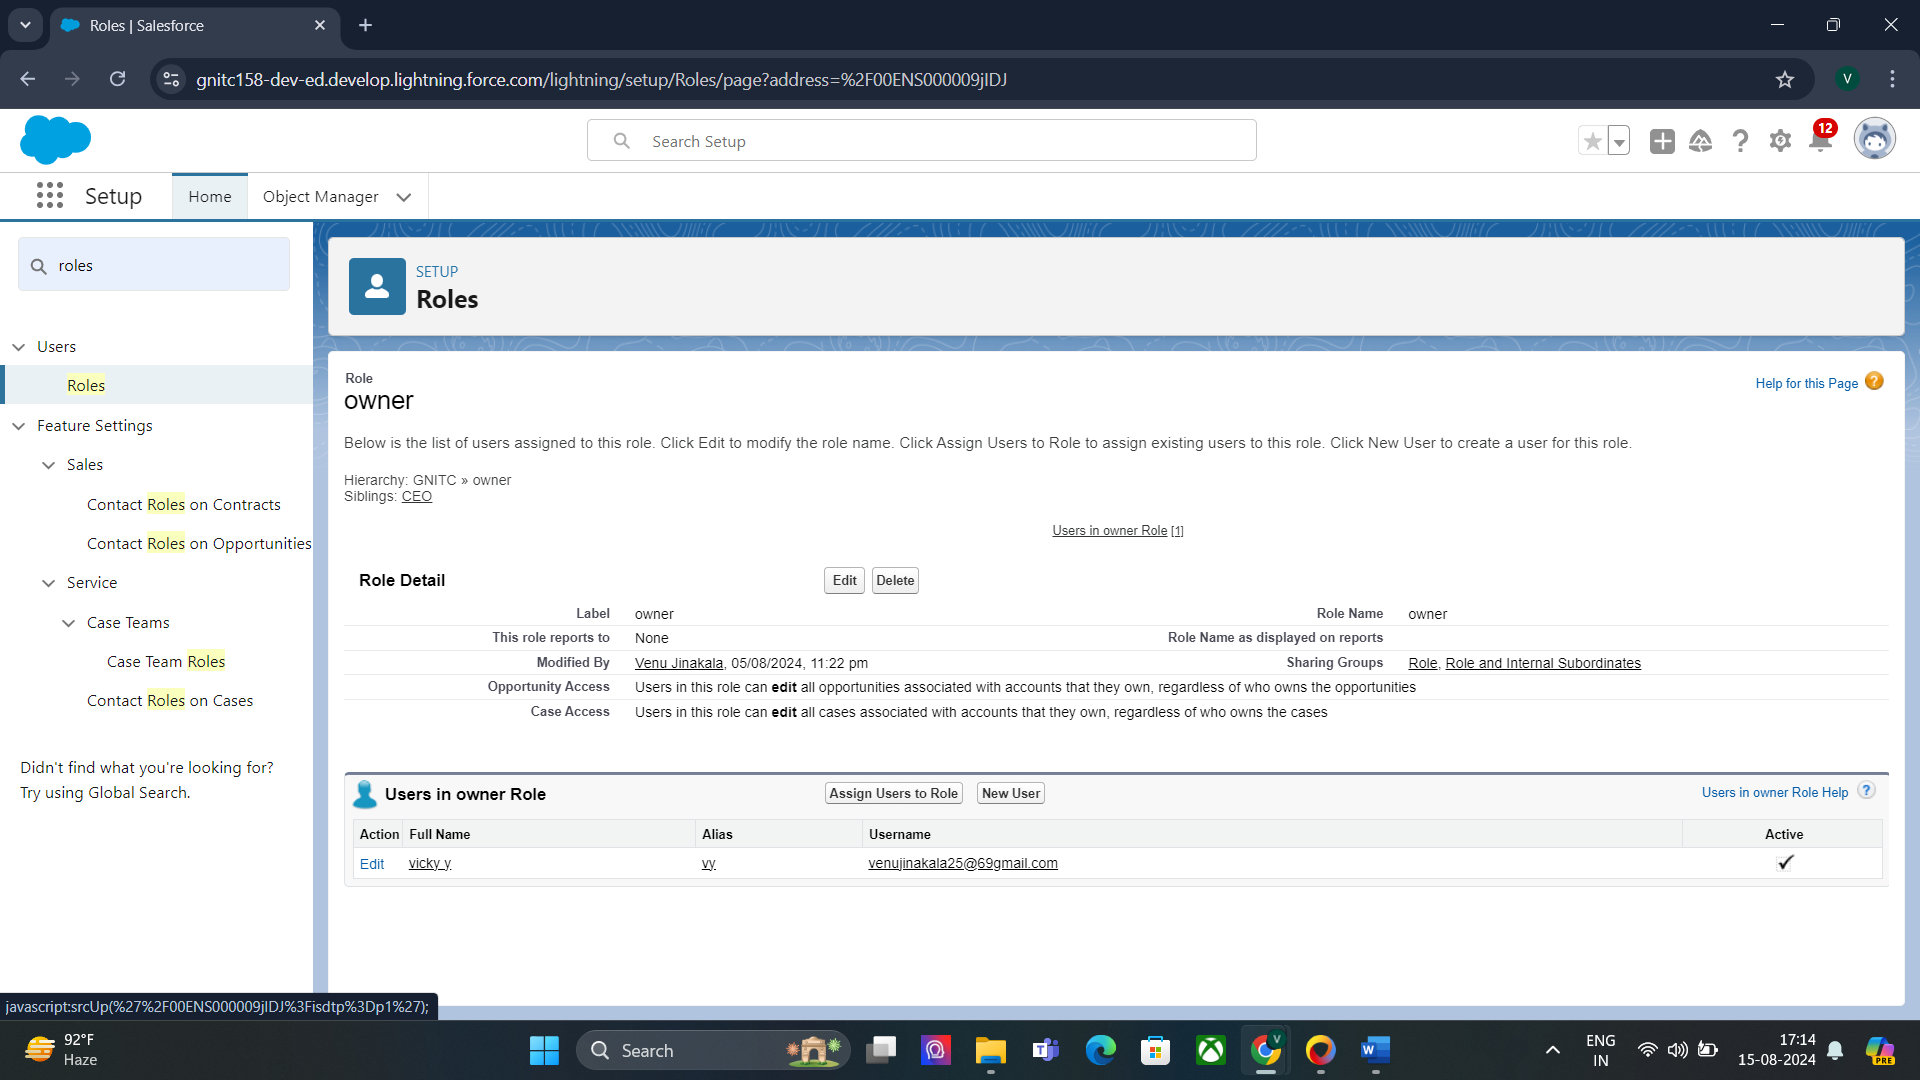 Roles | Salesforce
gnitc158-dev-ed.develop.lightning.force.com/lightning/setup/Roles/page?address=%2F00ENS000009jIDJ
V
Search Setup
12
Setup
Home
Object Manager
roles
Users
Roles
Feature Settings
Sales
Contact Roles on Contracts
Contact Roles on Opportunities
Service
Case Teams
Case Team Roles
Contact Roles on Cases
Didn't find what you're looking for?
Try using Global Search.
SETUP
Roles
Role
owner
Help for this Page ?
Below is the list of users assigned to this role. Click Edit to modify the role name. Click Assign Users to Role to assign existing users to this role. Click New User to create a user for this role.
Hierarchy: GNITC » owner
Siblings: CEO
Users in owner Role [1]
Role Detail Edit Delete
Label owner Role Name owner
This role reports to None Role Name as displayed on reports
Modified By Venu Jinakala, 05/08/2024, 11:22 pm Sharing Groups Role, Role and Internal Subordinates
Opportunity Access Users in this role can edit all opportunities associated with accounts that they own, regardless of who owns the opportunities
Case Access Users in this role can edit all cases associated with accounts that they own, regardless of who owns the cases
Users in owner Role Assign Users to Role New User Users in owner Role Help ?
Action Full Name Alias Username Active
Edit vicky y vy venujinakala25@69gmail.com
javascript:srcUp(%27%2F00ENS000009jIDJ%3Fisdtp%3Dp1%27);
92°F
Haze
Search
V
ENG
IN
17:14
15-08-2024
PRE